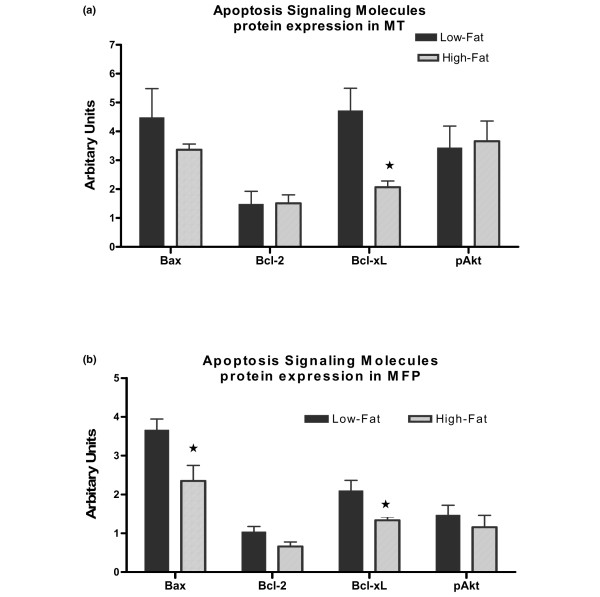 (a)
Apoptosis Signaling Molecules
protein expression in MT
Low-Fat
High-Fat
Arbitary Units
7
6
5
4
3
2
1
0
★
Bax Bcl-2 Bcl-xL pAkt
(b)
Apoptosis Signaling Molecules
protein expression in MFP
Low-Fat High-Fat
Arbitary Units
5
4
3
2
1
0
★ ★
Bax Bcl-2 Bcl-xL pAkt